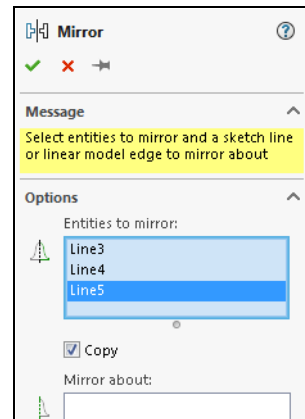 Mirror
Message
Select entities to mirror and a sketch line
or linear model edge to mirror about
Options
Entities to mirror:
Line3
Line4
Line5
Copy
Mirror about: